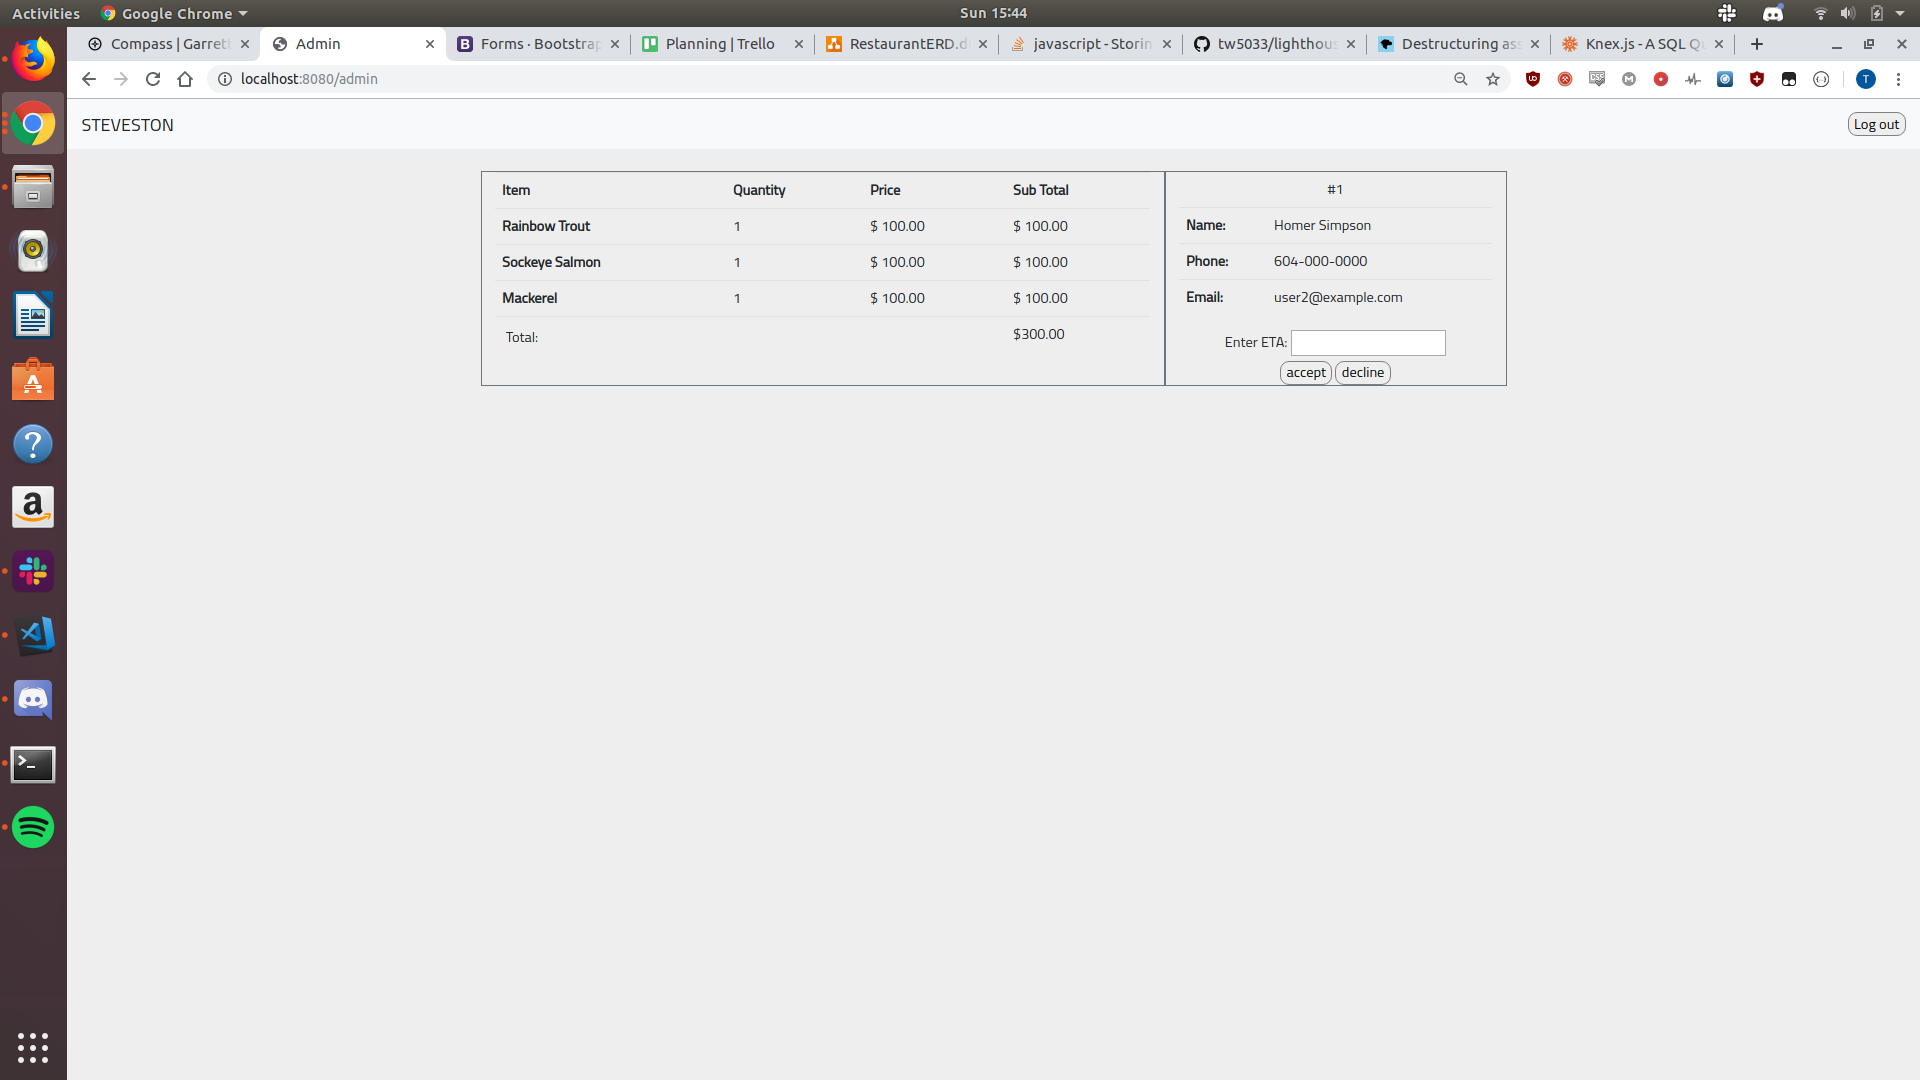 Activities Google Chrome Sun 15:44
Compass | Garrett Admin Forms · Bootstrap Planning | Trello RestaurantERD.d javascript - Storin tw5033/lighthous Destructuring ass Knex.js - A SQL Qu
localhost:8080/admin T
STEVESTON Log out
Item Quantity Price Sub Total
Rainbow Trout 1 $ 100.00 $ 100.00
Sockeye Salmon 1 $ 100.00 $ 100.00
Mackerel 1 $ 100.00 $ 100.00
Total: $300.00
#1
Name: Homer Simpson
Phone: 604-000-0000
Email: user2@example.com
Enter ETA:
accept decline